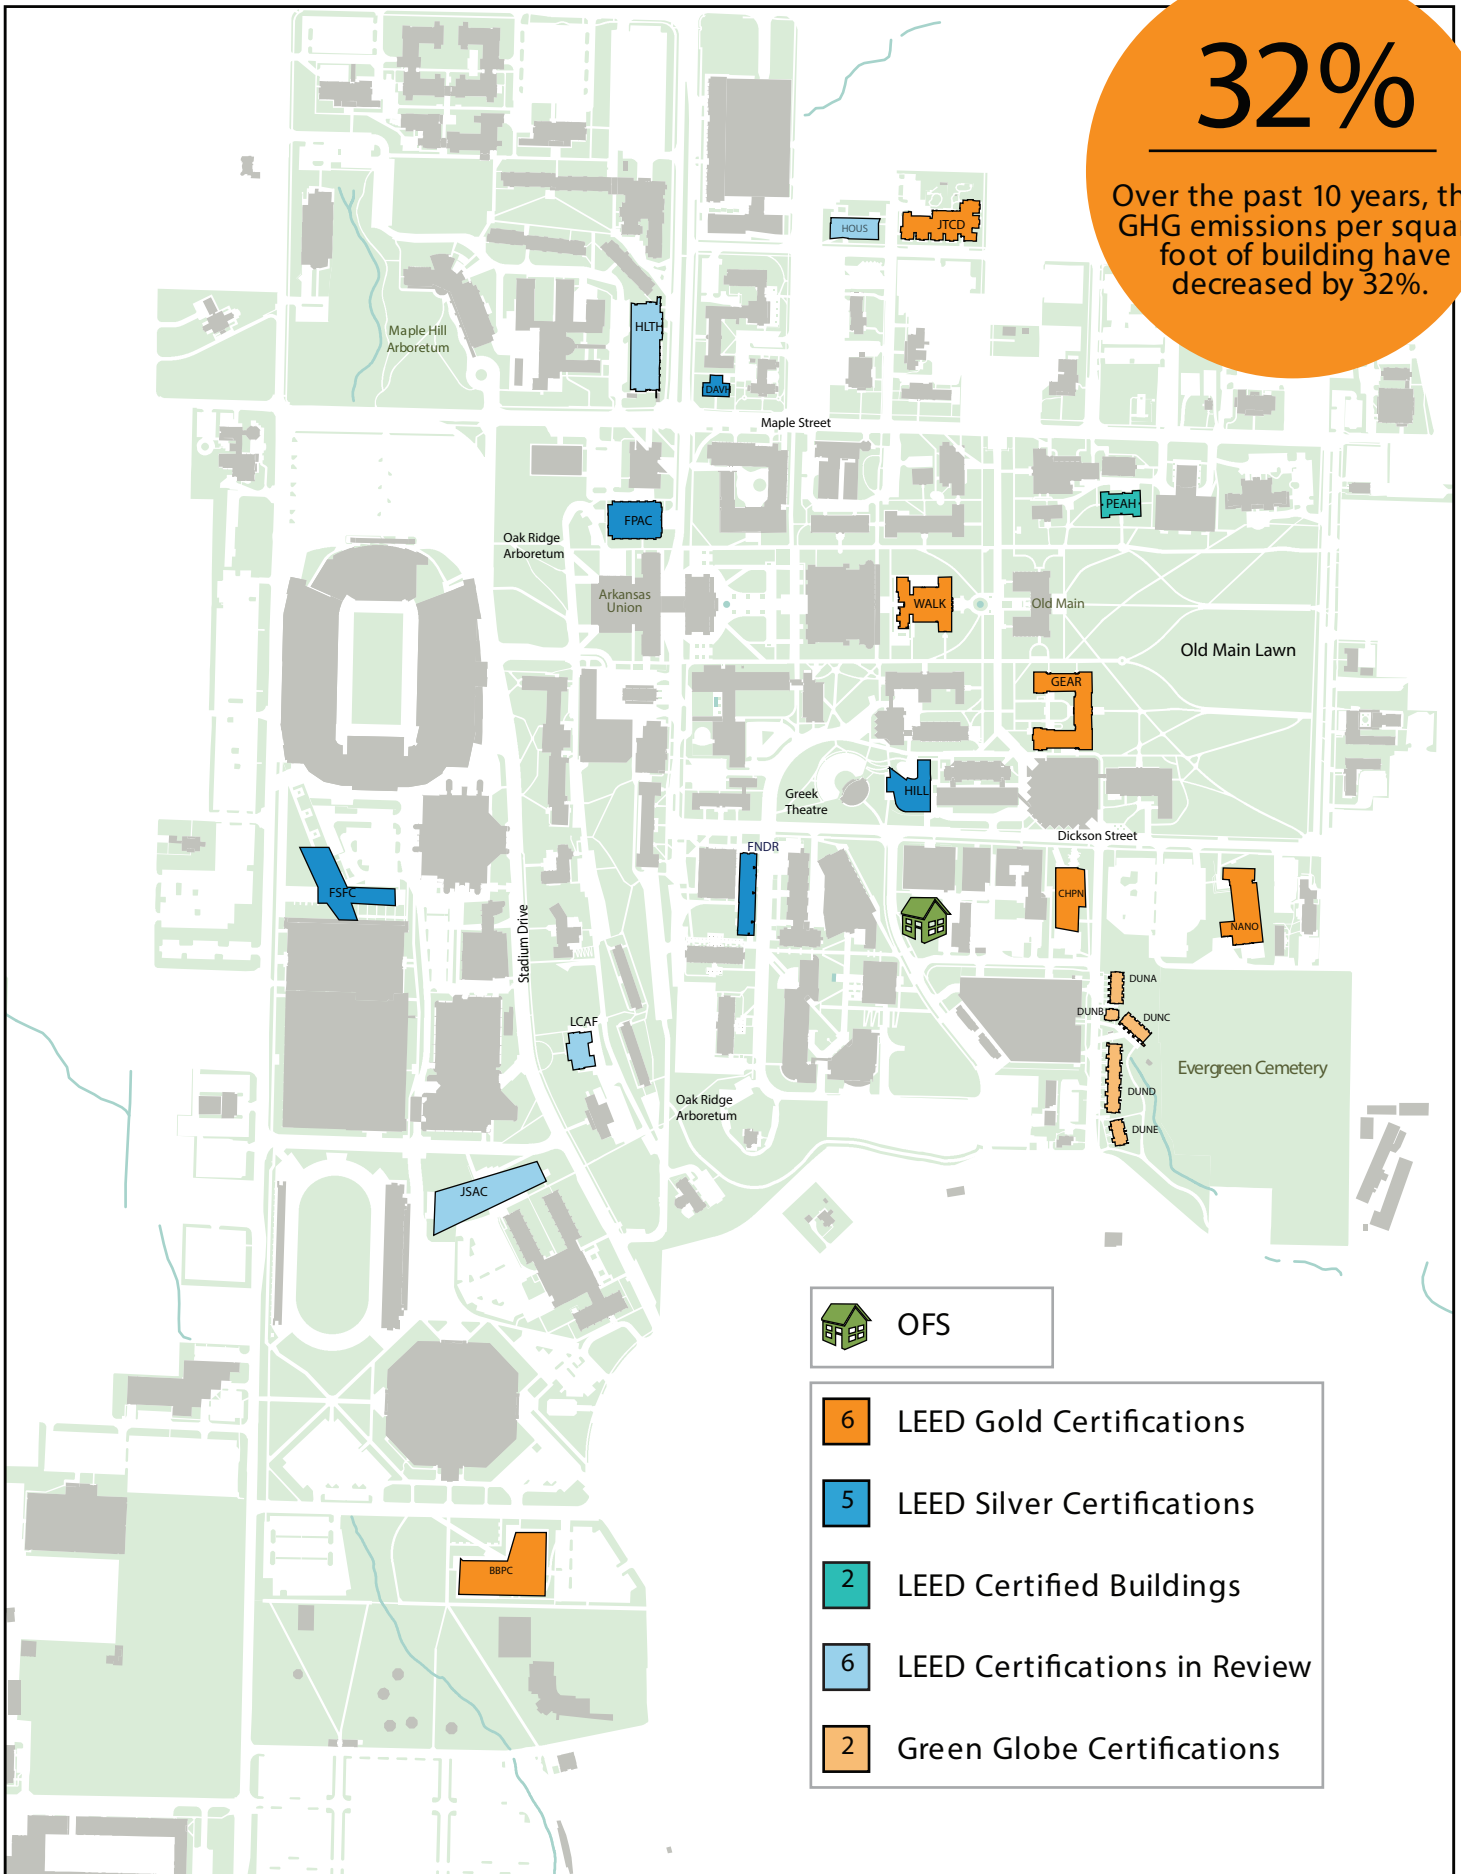 32%
Over the past 10 years, th
GHG emissions per squar
foot of building have
decreased by 32%.
HOUS
JTCD
HLTH
Maple Hill
Arboretum
DAVH
Maple Street
PEAH
FPAC
Oak Ridge
Arboretum
Arkansas
Union
WALK
Old Main
Old Main Lawn
GEAR
HILL
Greek
Theatre
Dickson Street
FNDR
FSFC
CHPN
NANO
Stadium Drive
DUNA
DUNB
DUNC
LCAF
Evergreen Cemetery
DUND
Oak Ridge
Arboretum
DUNE
JSAC
OFS
6 LEED Gold Certifications
5 LEED Silver Certifications
2 LEED Certified Buildings
6 LEED Certifications in Review
2 Green Globe Certifications
BBPC